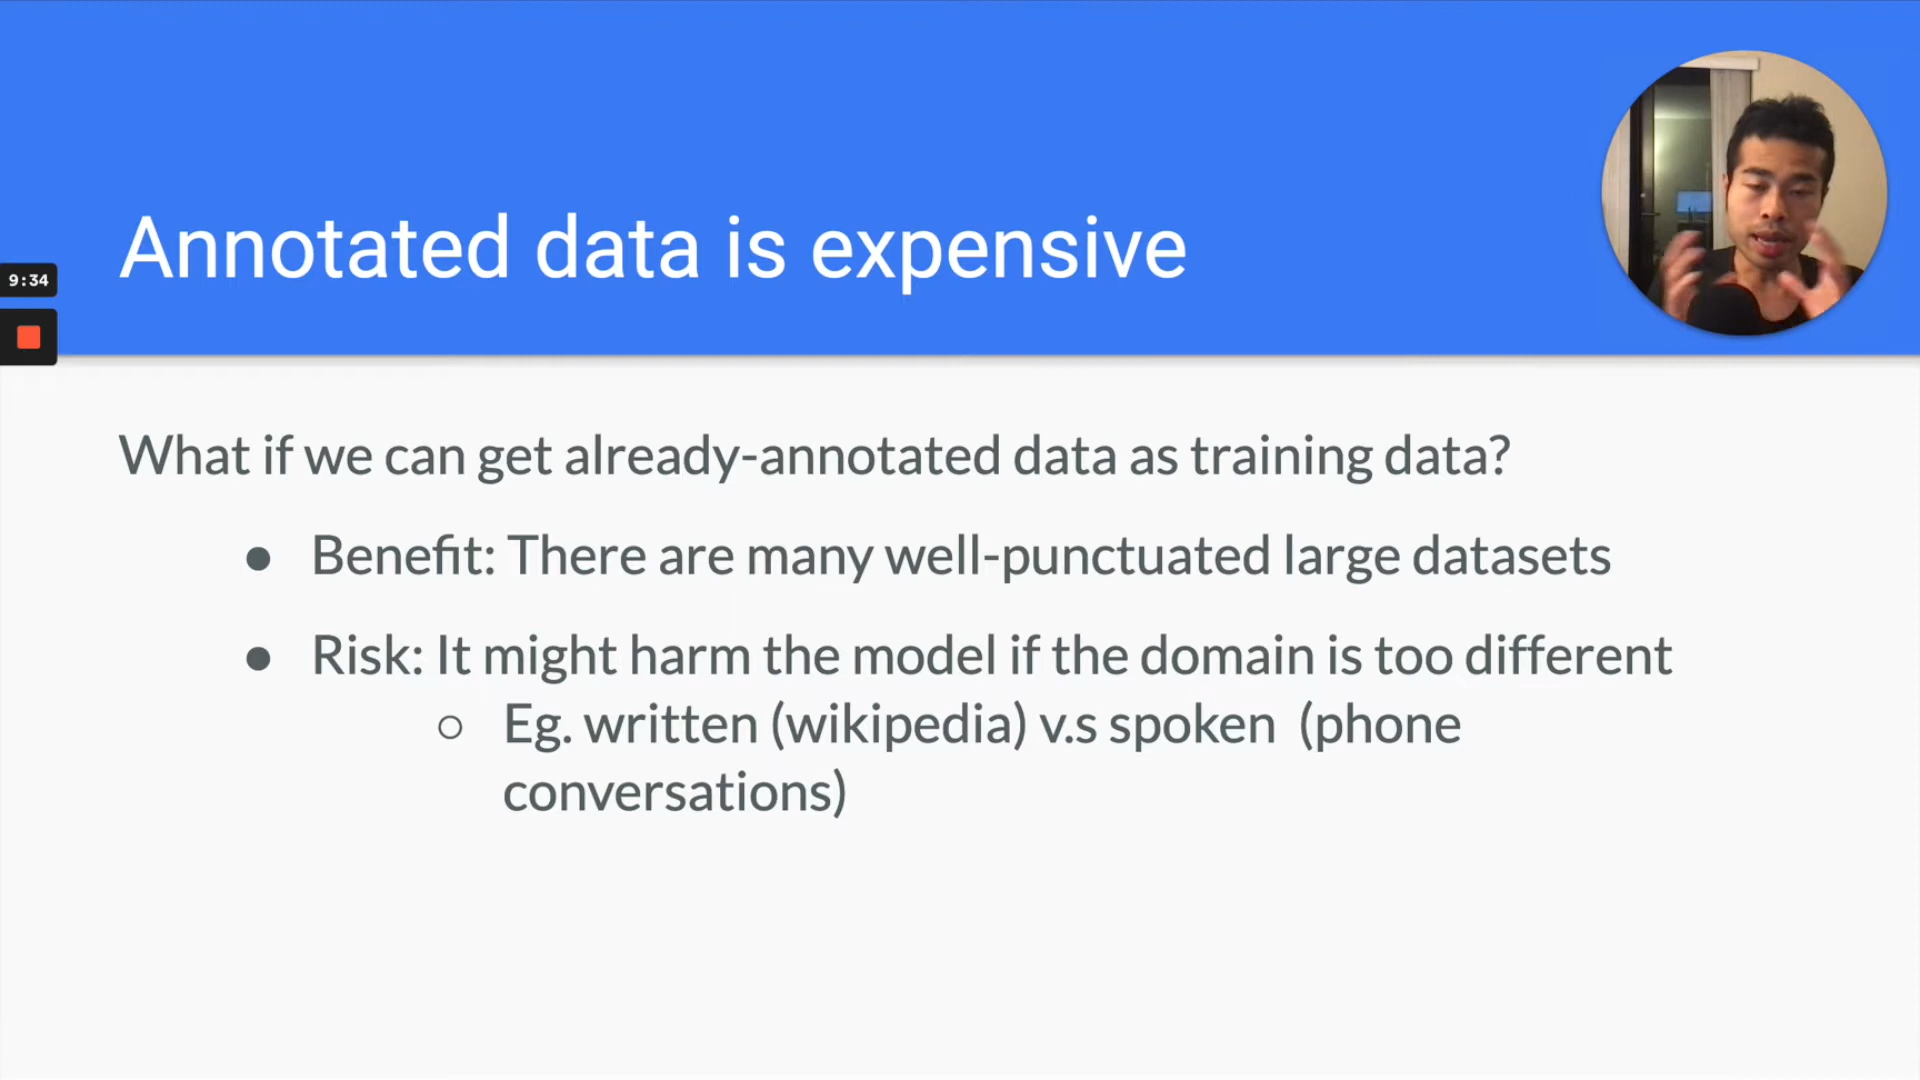 Annotated data is expensive
9:34
What if we can get already-annotated data as training data?
● Benefit: There are many well-punctuated large datasets
● Risk: It might harm the model if the domain is too different
○ Eg. written (wikipedia) v.s spoken (phone
conversations)